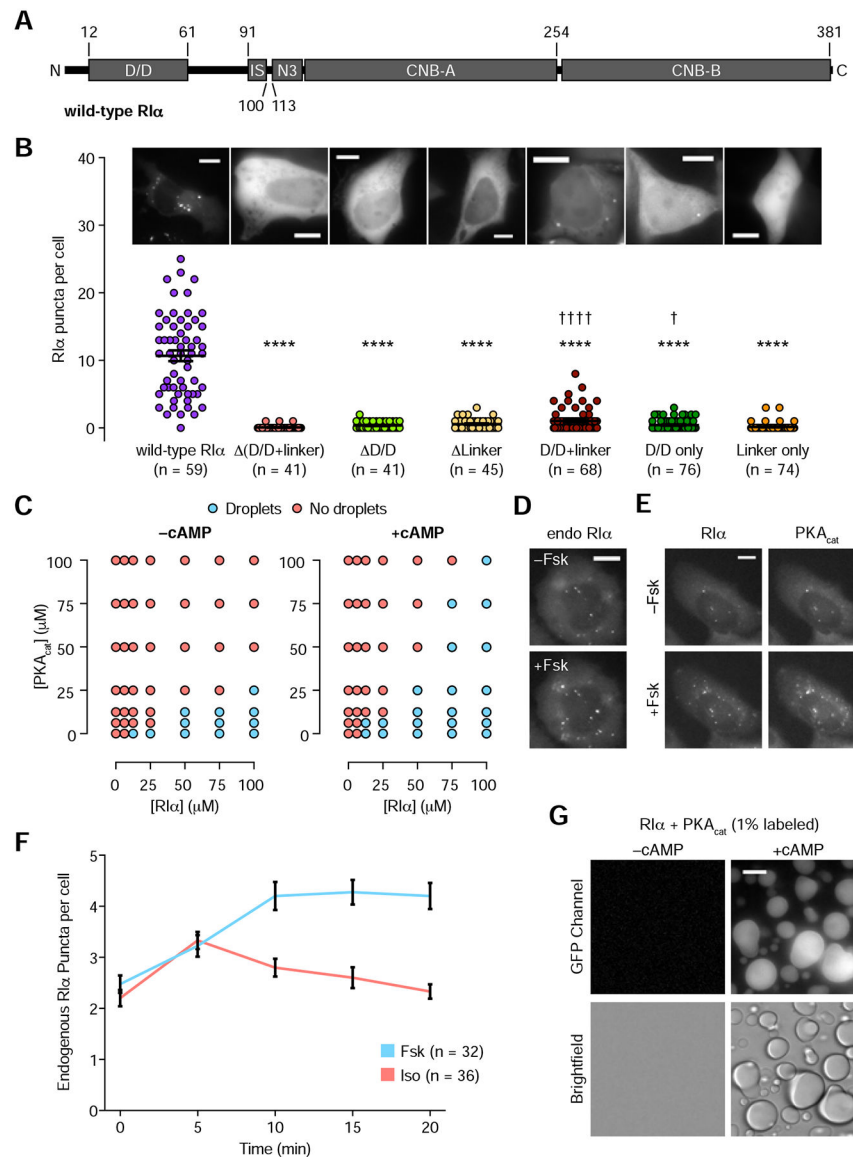 A
12 61 91 254 381
N D/D IS N3 CNB-A CNB-B C
100 113
wild-type RIα
B
RIα puncta per cell
40
30
20
10
0
†††† †
**** **** **** **** **** ****
wild-type RIα Δ(D/D+linker) ΔD/D ΔLinker D/D+linker D/D only Linker only
(n = 59) (n = 41) (n = 41) (n = 45) (n = 68) (n = 76) (n = 74)
C
Droplets No droplets
–cAMP +cAMP
[PKAcat] (μM)
100 100
75 75
50 50
25 25
0 0
0 25 50 75 100 0 25 50 75 100
[RIα] (μM) [RIα] (μM)
D
endo RIα
–Fsk
+Fsk
E
RIα PKAcat
–Fsk
+Fsk
F
Endogenous RIα Puncta per cell
5
4
3
2
1
0
Fsk (n = 32)
Iso (n = 36)
0 5 10 15 20
Time (min)
G
RIα + PKAcat (1% labeled)
–cAMP +cAMP
GFP Channel
Brightfield